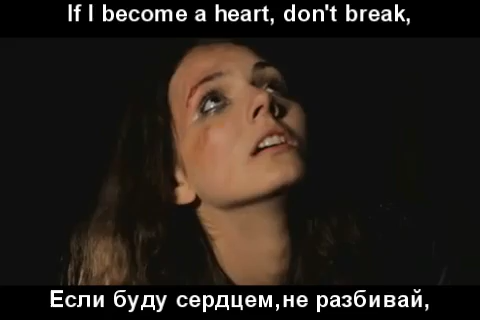 If I become a heart, don't break,
Если буду сердцем,не разбивай,